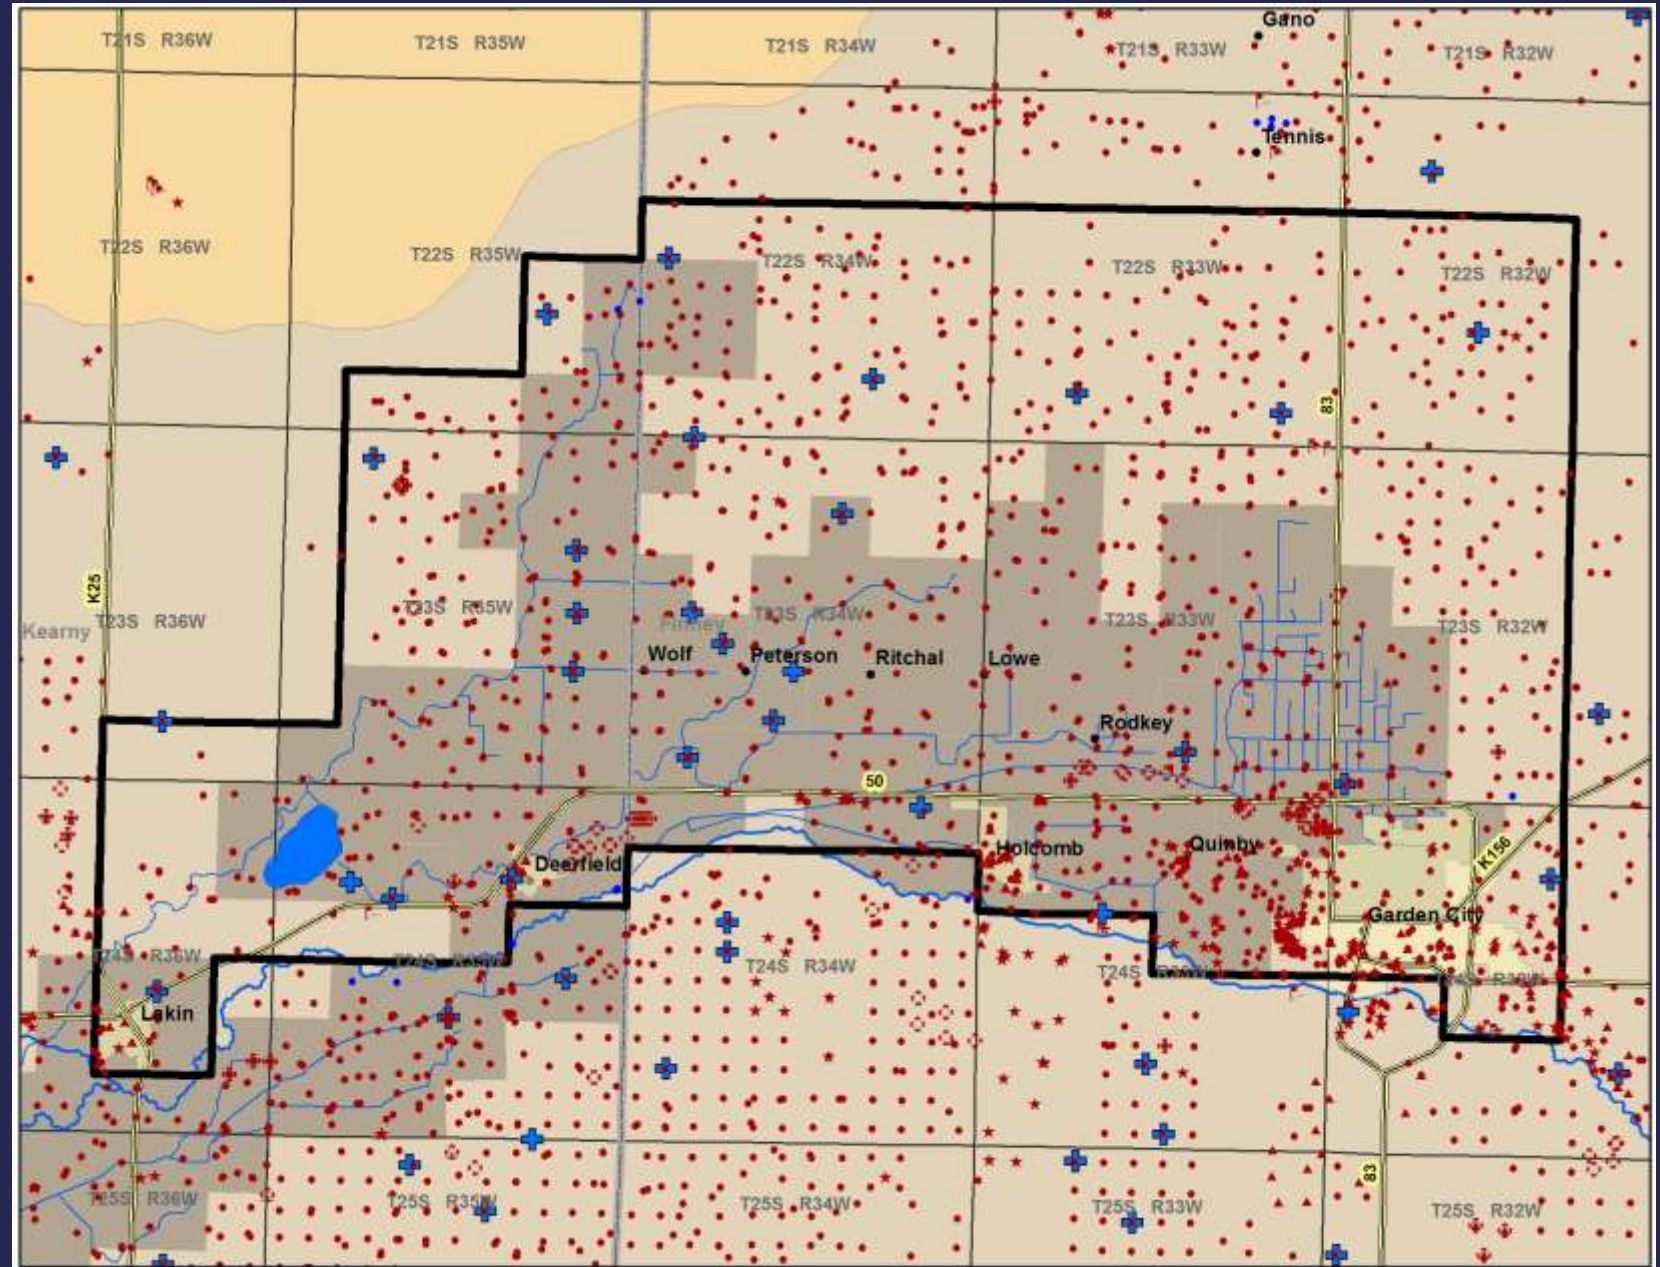 Gano
T21S R36W
T21S R35W
T21S R34W
T21S R33W
T21S R32W
Tennis
T22S R36W
T22S R35W
T22S R34W
T22S R33W
T22S R32W
83
K25
T23S R36W
T23S R35W
T23S R34W
T23S R33W
T23S R32W
Kearny
Finney
Wolf
Peterson
Ritchal
Lowe
Rodkey
50
Deerfield
Holcomb
Quinby
K156
Garden City
T24S R36W
T24S R35W
T24S R34W
T24S
Lakin
83
T25S R36W
T25S R35W
T25S R34W
T25S R33W
T25S R32W